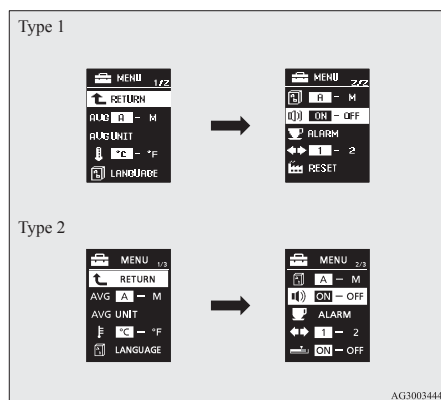 Type 1
MENU 1/2
RETURN
AVG A - M
AVG UNIT
°C - °F
LANGUAGE
MENU 2/2
A - M
ON - OFF
ALARM
1 - 2
RESET
Type 2
MENU 1/3
RETURN
AVG A - M
AVG UNIT
°C - °F
LANGUAGE
MENU 2/3
A - M
ON - OFF
ALARM
1 - 2
ON - OFF
AG3003444